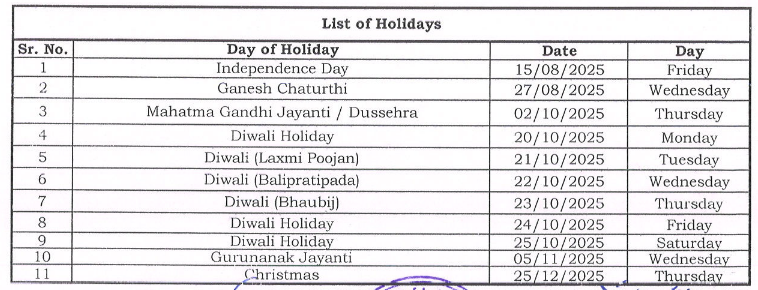 List of Holidays
Sr. No. Day of Holiday Date Day
1 Independence Day 15/08/2025 Friday
2 Ganesh Chaturthi 27/08/2025 Wednesday
3 Mahatma Gandhi Jayanti / Dussehra 02/10/2025 Thursday
4 Diwali Holiday 20/10/2025 Monday
5 Diwali (Laxmi Poojan) 21/10/2025 Tuesday
6 Diwali (Balipratipada) 22/10/2025 Wednesday
7 Diwali (Bhaubij) 23/10/2025 Thursday
8 Diwali Holiday 24/10/2025 Friday
9 Diwali Holiday 25/10/2025 Saturday
10 Gurunanak Jayanti 05/11/2025 Wednesday
11 Christmas 25/12/2025 Thursday